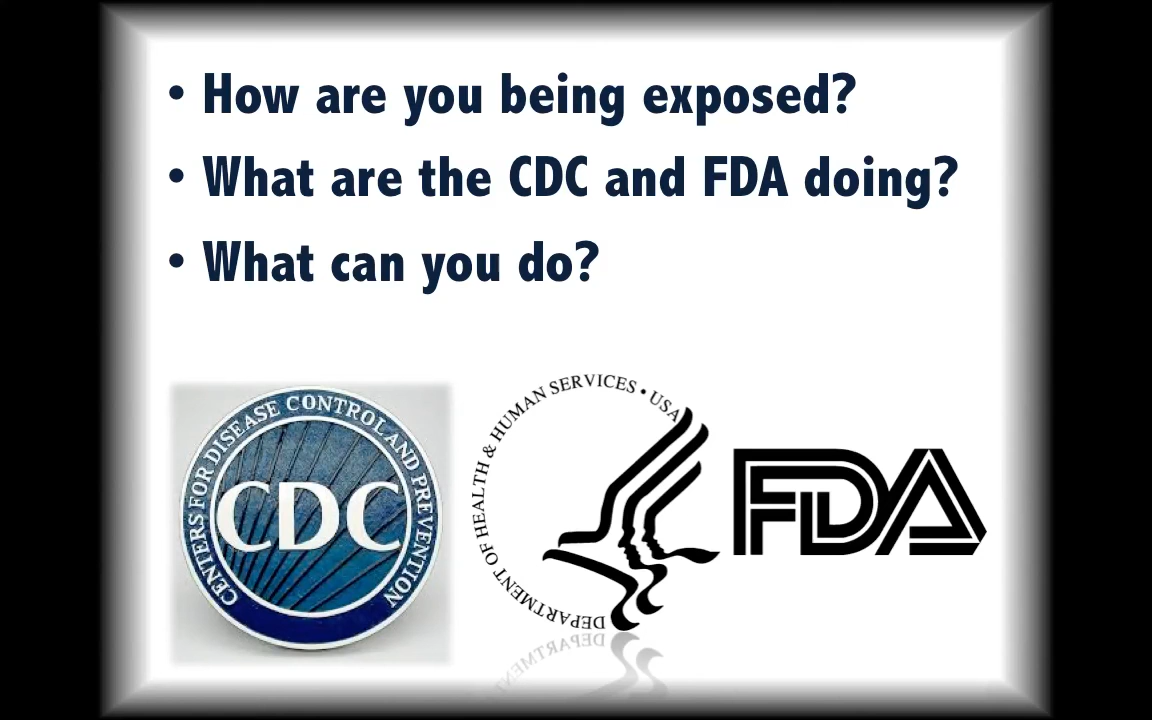 • How are you being exposed?
• What are the CDC and FDA doing?
• What can you do?
CENTERS FOR DISEASE CONTROL AND PREVENTION
CDC
DEPARTMENT OF HEALTH & HUMAN SERVICES • USA
FDA
DEPARTMENT